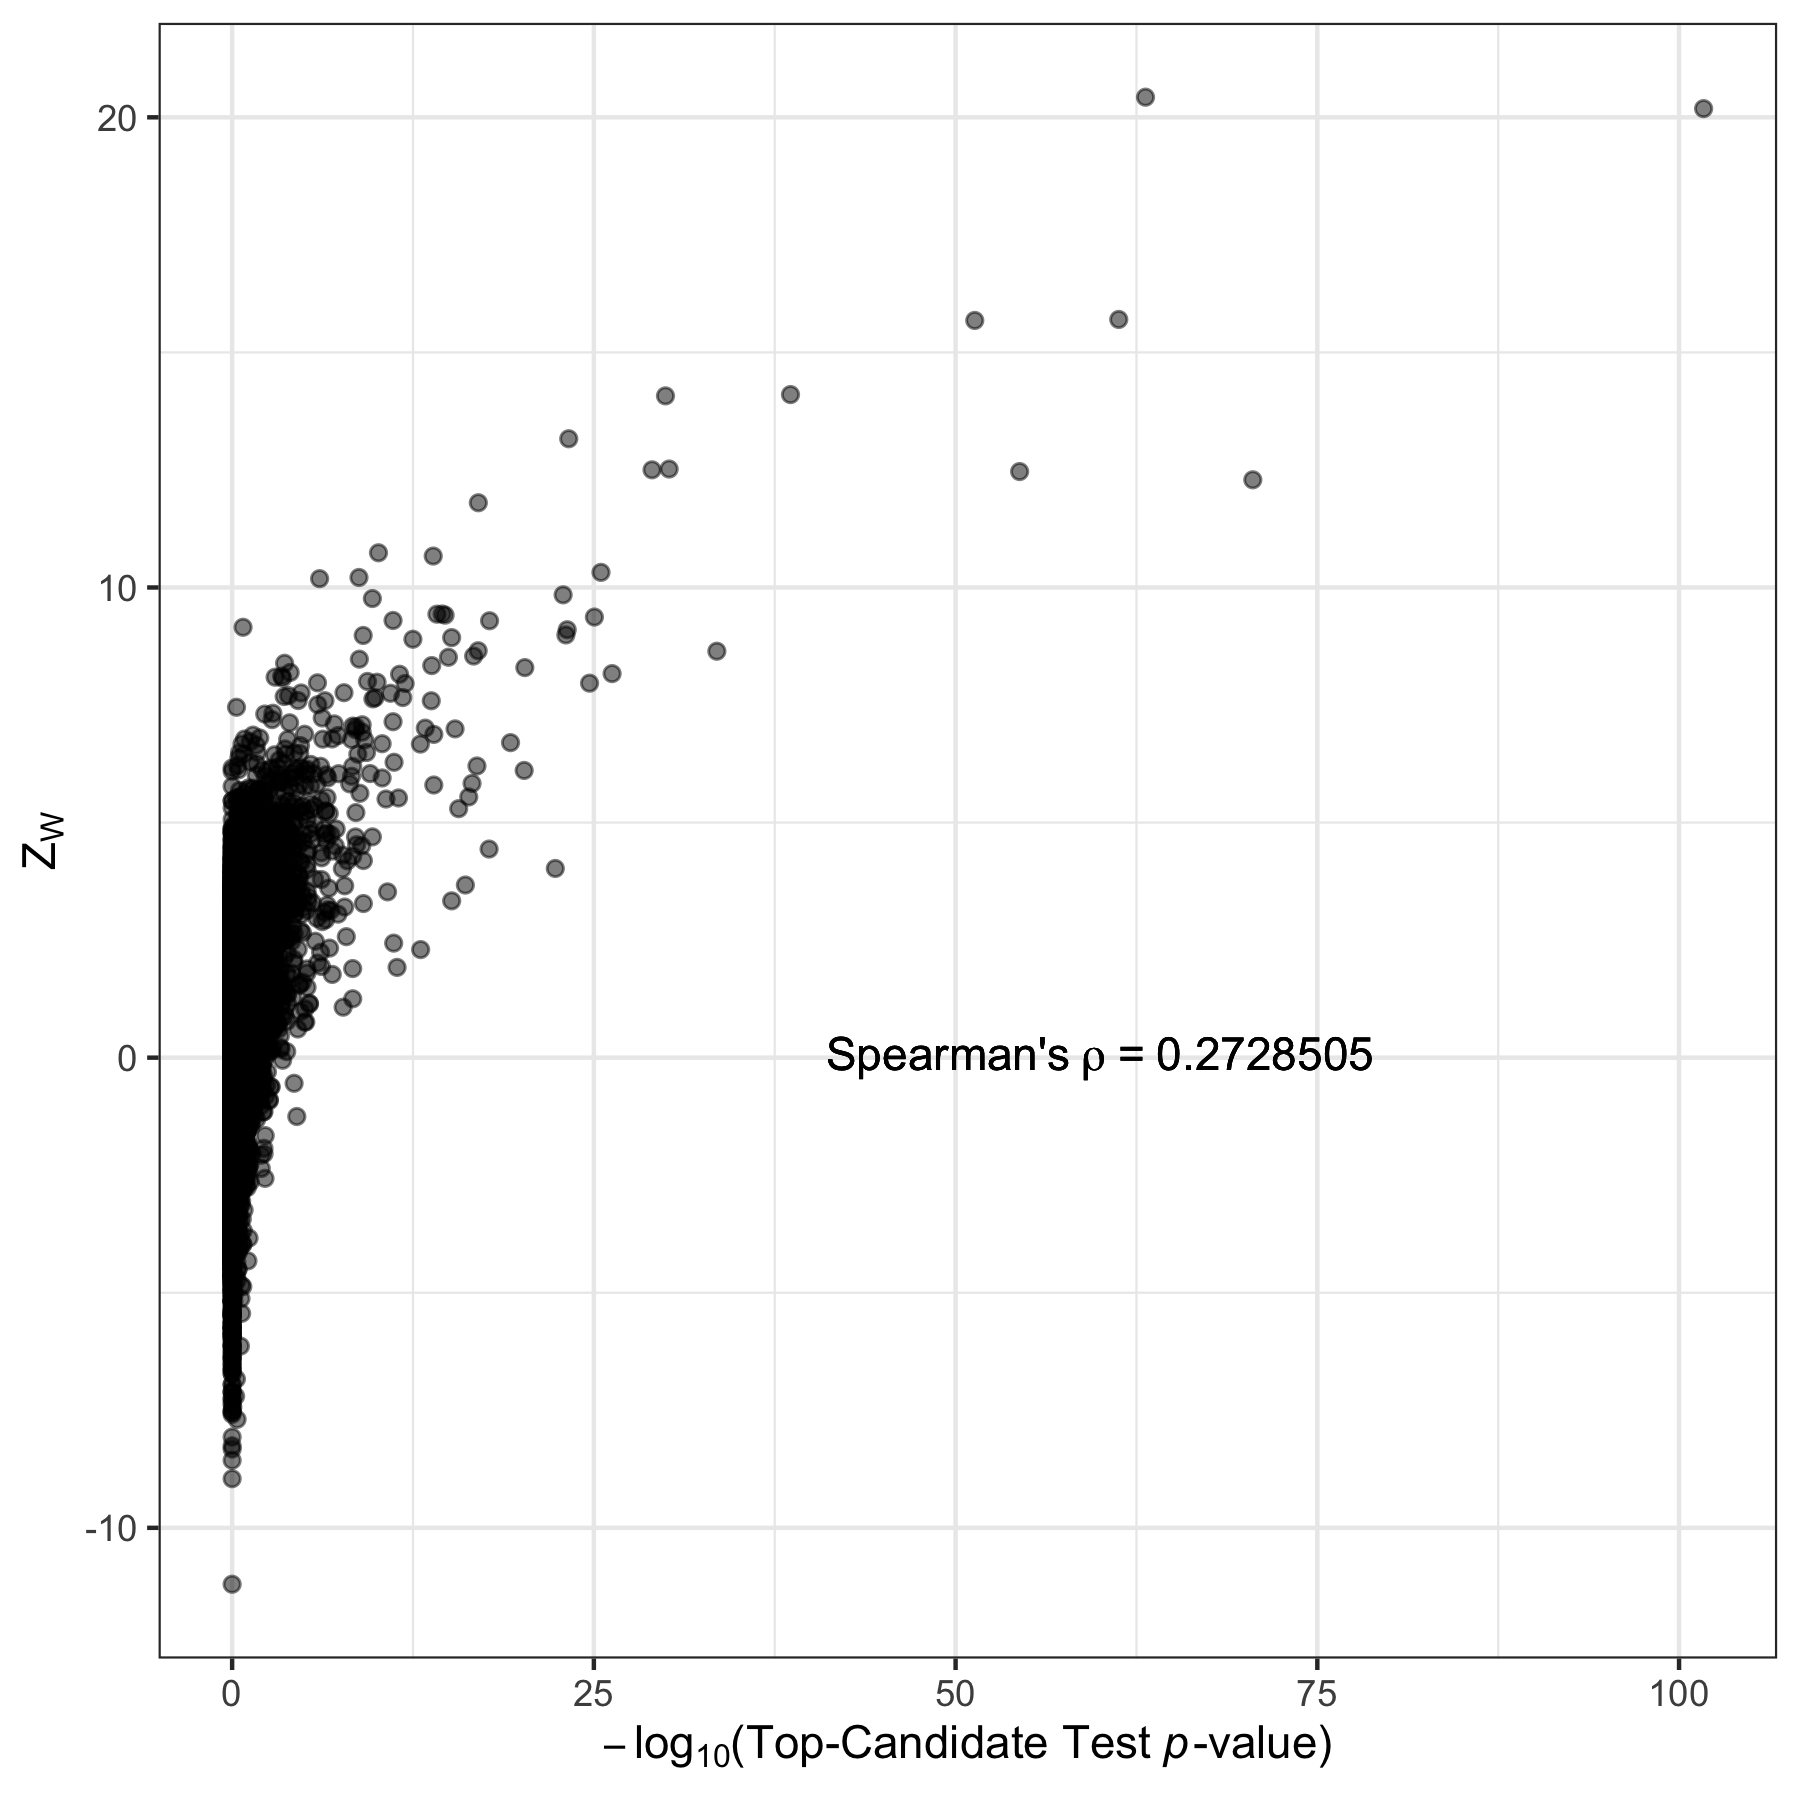 20
10
0
-10
Z_W
Spearman's ρ = 0.2728505
0 25 50 75 100
−log₁₀(Top-Candidate Test p-value)